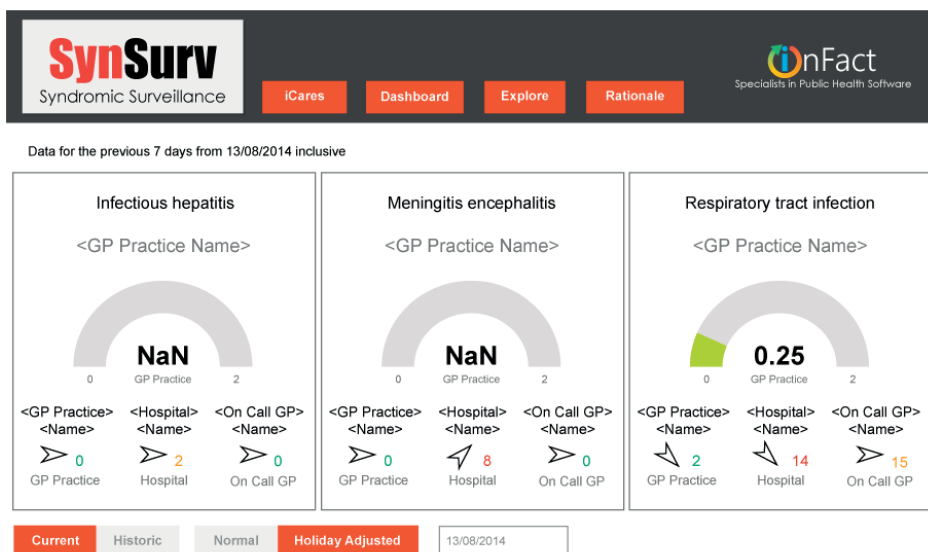 SynSurv
Syndromic Surveillance
iCares
Dashboard
Explore
Rationale
ionFact
Specialists in Public Health Software
Data for the previous 7 days from 13/08/2014 inclusive
Infectious hepatitis
<GP Practice Name>
NaN
0 GP Practice 2
<GP Practice> <Hospital> <On Call GP>
<Name> <Name> <Name>
0 2 0
GP Practice Hospital On Call GP
Meningitis encephalitis
<GP Practice Name>
NaN
0 GP Practice 2
<GP Practice> <Hospital> <On Call GP>
<Name> <Name> <Name>
0 8 0
GP Practice Hospital On Call GP
Respiratory tract infection
<GP Practice Name>
0.25
0 GP Practice 2
<GP Practice> <Hospital> <On Call GP>
<Name> <Name> <Name>
2 14 15
GP Practice Hospital On Call GP
Current Historic Normal Holiday Adjusted 13/08/2014